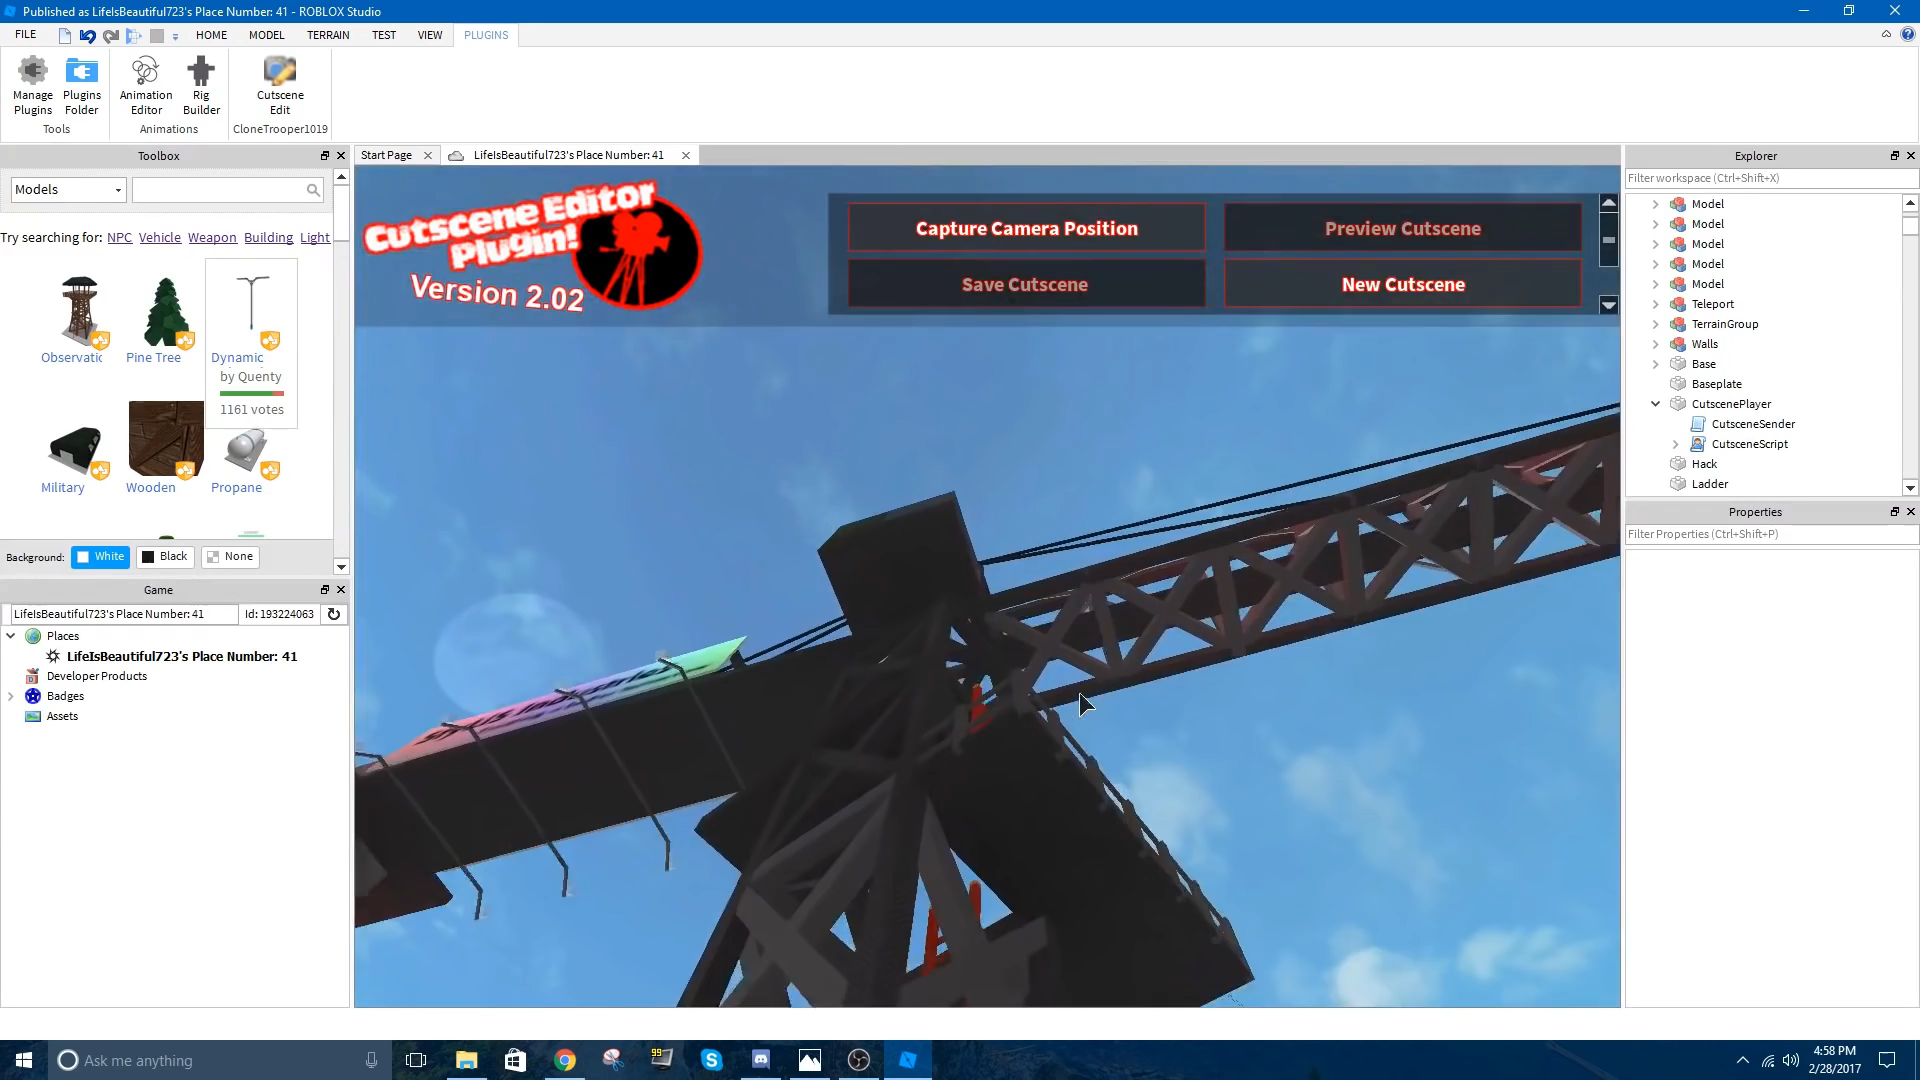 Published as LifeIsBeautiful723's Place Number: 41 - ROBLOX Studio
FILE
HOME
MODEL
TERRAIN
TEST
VIEW
PLUGINS
Manage Plugins
Plugins Folder
Animation Editor
Rig Builder
Cutscene Edit
Tools
Animations
CloneTrooper1019
Toolbox
Models
Try searching for: NPC Vehicle Weapon Building Light
Observatic
Pine Tree
Dynamic
by Quenty
1161 votes
Military
Wooden
Propane
Background: White Black None
Game
LifeIsBeautiful723's Place Number: 41
Id: 193224063
Places
LifeIsBeautiful723's Place Number: 41
Developer Products
Badges
Assets
Start Page
LifeIsBeautiful723's Place Number: 41
Cutscene Editor
Plugin!
Version 2.02
Capture Camera Position
Preview Cutscene
Save Cutscene
New Cutscene
Explorer
Filter workspace (Ctrl+Shift+X)
Model
Model
Model
Model
Model
Teleport
TerrainGroup
Walls
Base
Baseplate
CutscenePlayer
CutsceneSender
CutsceneScript
Hack
Ladder
Properties
Filter Properties (Ctrl+Shift+P)
Ask me anything
99
4:58 PM
2/28/2017